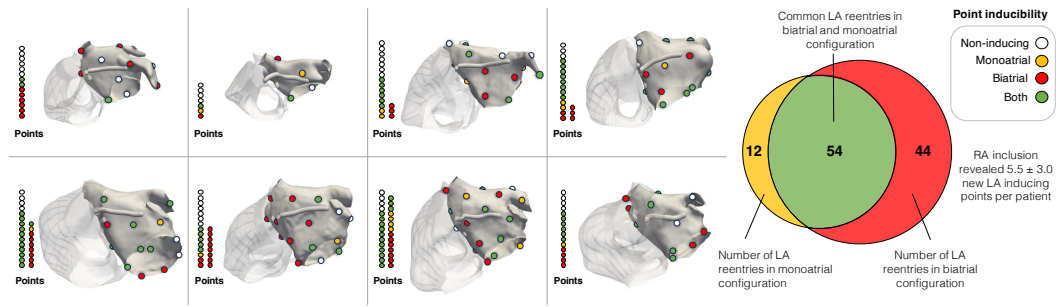 Points
Points
Points
Points
Points
Points
Points
Points
Common LA reentries in
biatrial and monoatrial
configuration
12
54
44
Number of LA
reentries in monoatrial
configuration
Number of LA
reentries in biatrial
configuration
Point inducibility
Non-inducing
Monoatrial
Biatrial
Both
RA inclusion
revealed 5.5 ± 3.0
new LA inducing
points per patient